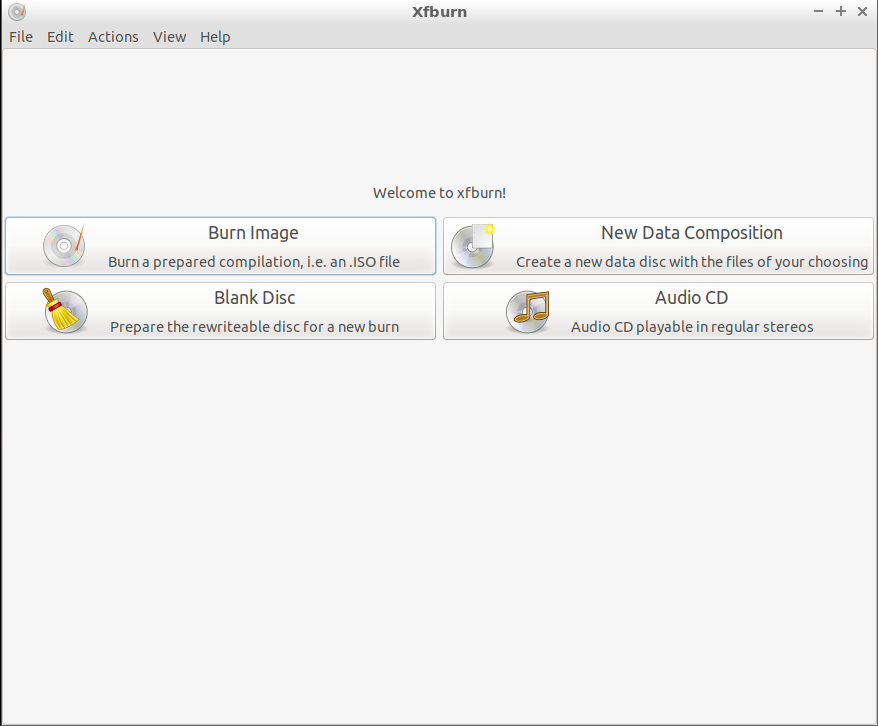 Xfburn
File Edit Actions View Help
Welcome to xfburn!
Burn Image
Burn a prepared compilation, i.e. an .ISO file
New Data Composition
Create a new data disc with the files of your choosing
Blank Disc
Prepare the rewriteable disc for a new burn
Audio CD
Audio CD playable in regular stereos